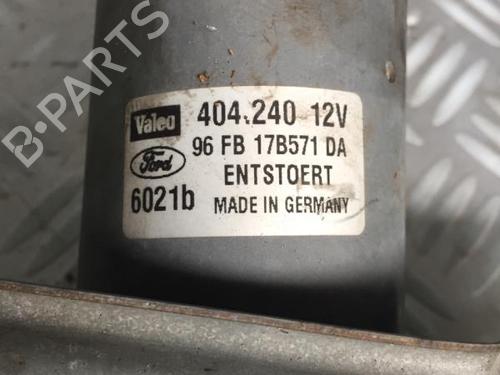 Valeo 404.240 12V
Ford 96 FB 17B571 DA
ENTSTOERT
6021b MADE IN GERMANY
B-PARTS